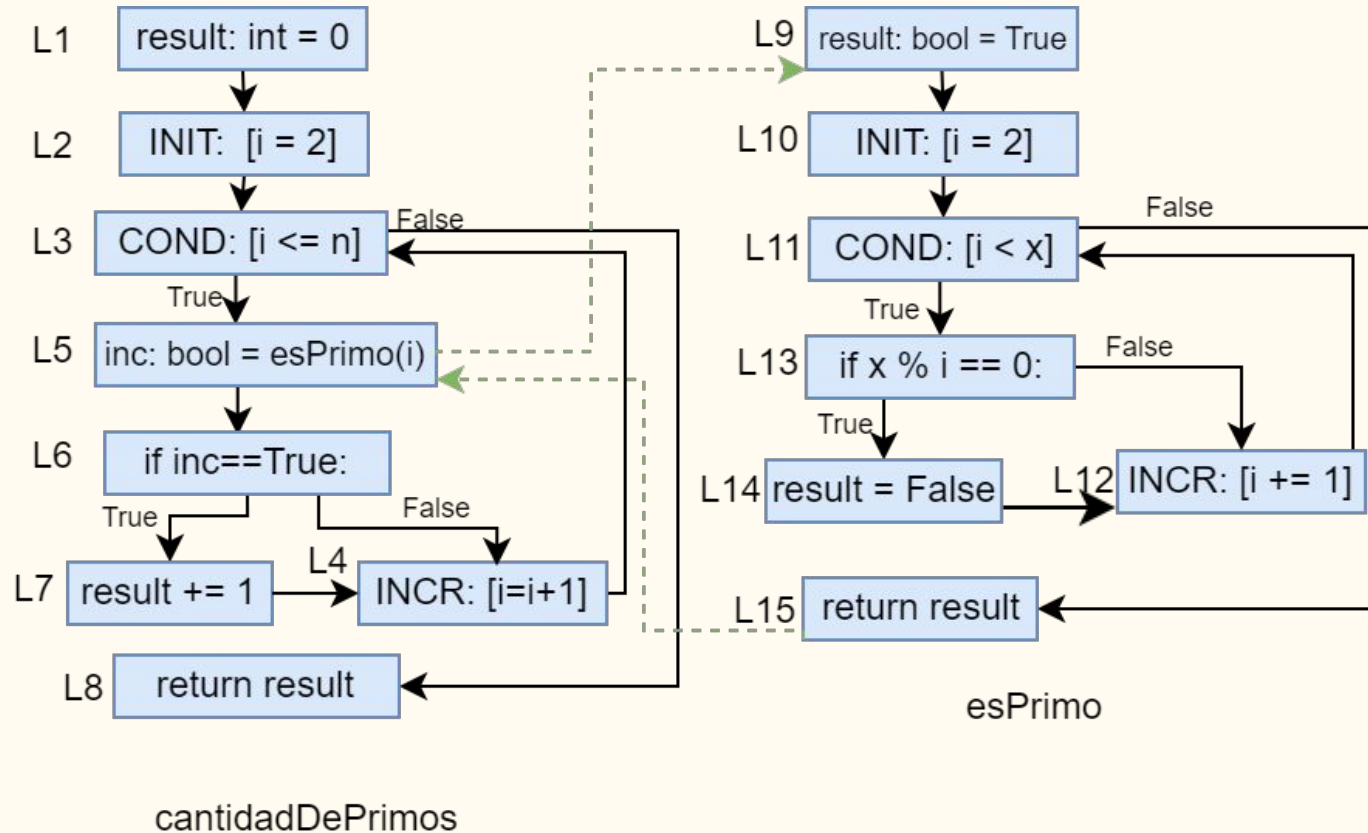 L1
result: int = 0
L2
INIT: [i = 2]
L3
COND: [i <= n]
False
True
L5
inc: bool = esPrimo(i)
L6
if inc==True:
True
False
L7
result += 1
L4
INCR: [i=i+1]
L8
return result
cantidadDePrimos
L9
result: bool = True
L10
INIT: [i = 2]
L11
COND: [i < x]
False
True
L13
if x % i == 0:
False
True
L14
result = False
L12
INCR: [i += 1]
L15
return result
esPrimo